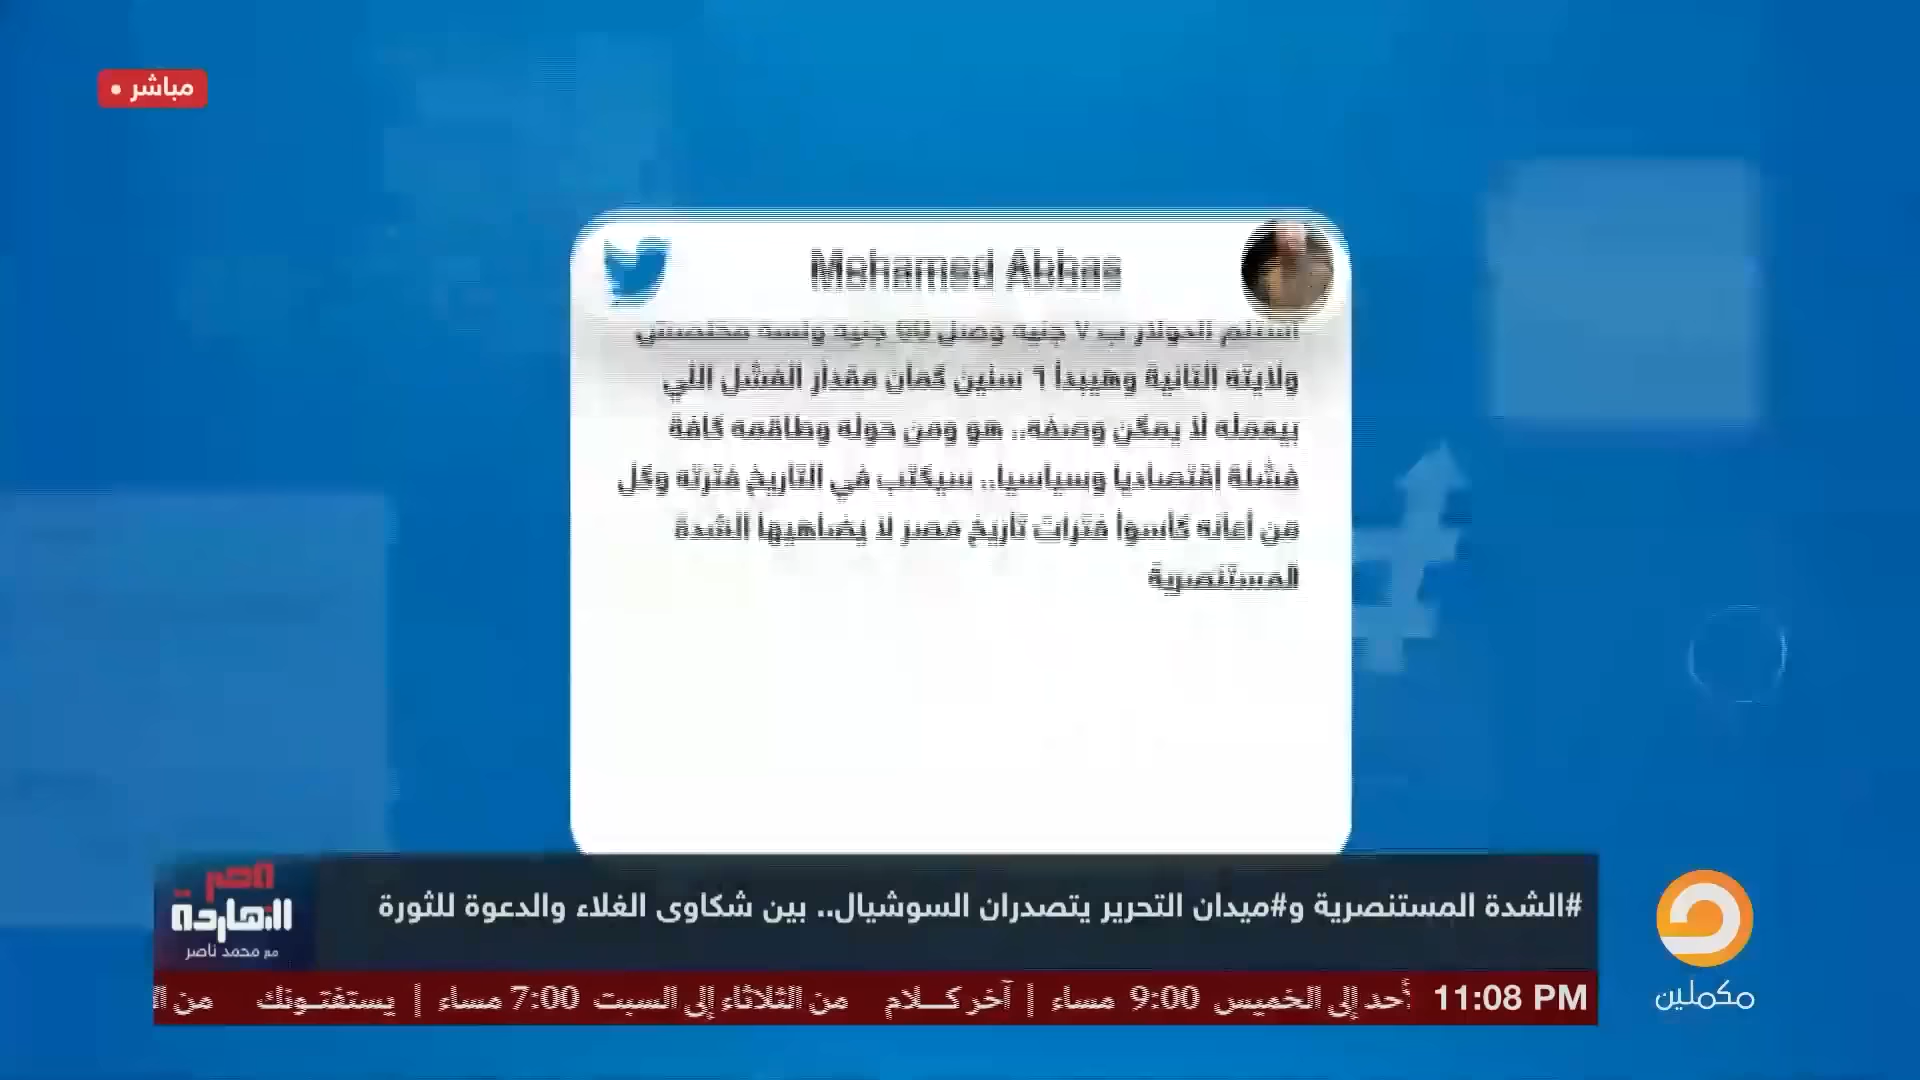 مباشر
Mohamed Abbas
استلم الدولار ب ٧ جنيه وصل 60 جنيه ولسه مخلصش
ولايته التانية وهيبدأ ٦ سنين كمان مقدار الفشل اللي
بيعمله لا يمكن وصفه.. هو ومن حوله وطاقمه كافة
فشلة اقتصاديا وسياسيا.. سيكتب في التاريخ فترته وكل
من أعانه كأسوأ فترات تاريخ مصر لا يضاهيها الشدة
المستنصرية
#الشدة المستنصرية و#ميدان التحرير يتصدران السوشيال.. بين شكاوى الغلاء والدعوة للثورة
مصر
النهاردة
مع محمد ناصر
مكملين
11:08 PM
أحد إلى الخميس 9:00 مساء | آخر كلام من الثلاثاء إلى السبت 7:00 مساء | يستفتونك من